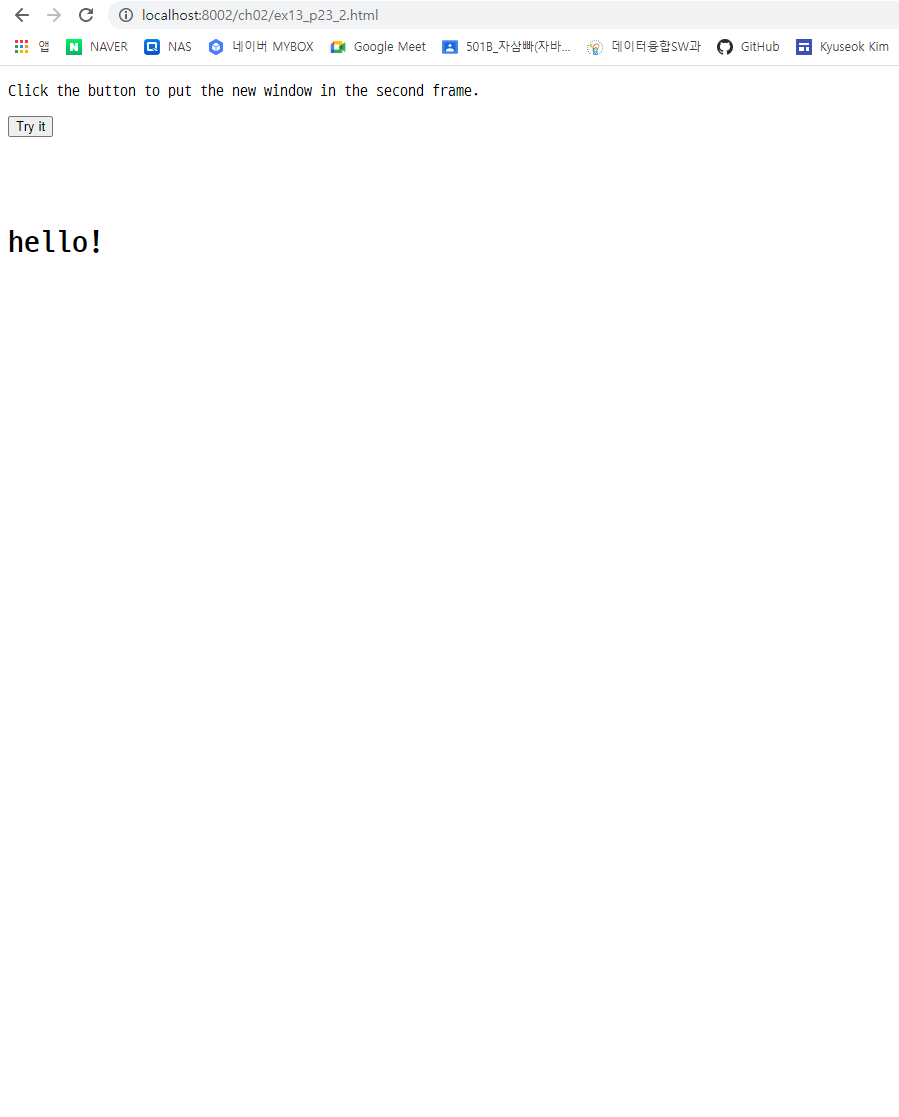 localhost:8002/ch02/ex13_p23_2.html
앱 NAVER NAS 네이버 MYBOX Google Meet 501B_자삼빠(자바... 데이터융합SW과 GitHub Kyuseok Kim
Click the button to put the new window in the second frame.
Try it
hello!